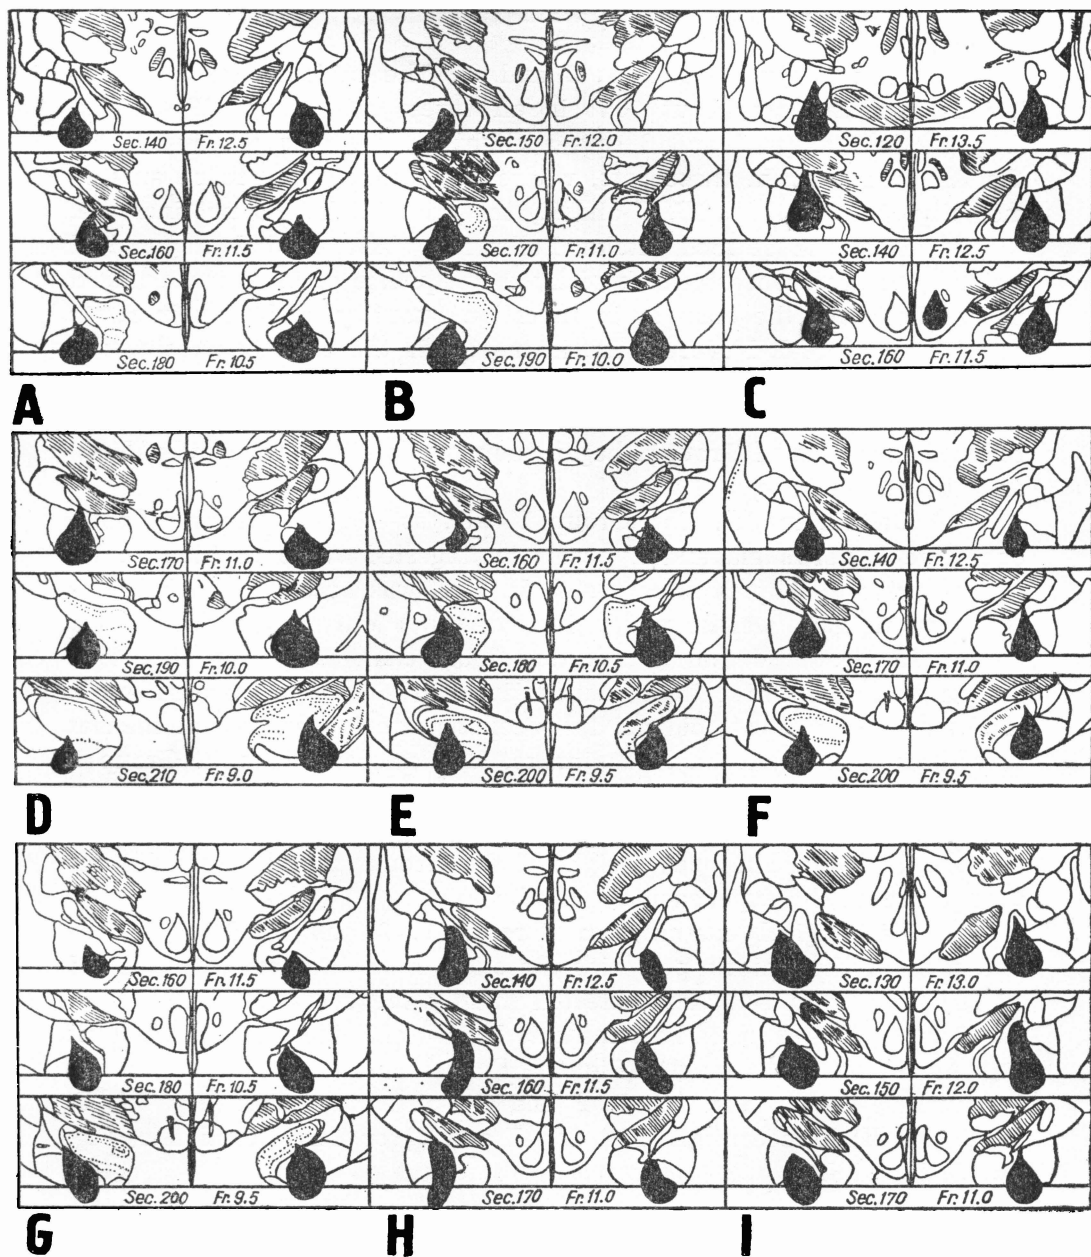 Sec.140 Fr.12.5 Sec.150 Fr.12.0 Sec.120 Fr.13.5
Sec.160 Fr.11.5 Sec.170 Fr.11.0 Sec.140 Fr.12.5
Sec.180 Fr.10.5 Sec.190 Fr.10.0 Sec.160 Fr.11.5
A B C
Sec.170 Fr.11.0 Sec.160 Fr.11.5 Sec.140 Fr.12.5
Sec.190 Fr.10.0 Sec.180 Fr.10.5 Sec.170 Fr.11.0
Sec.210 Fr.9.0 Sec.200 Fr.9.5 Sec.200 Fr.9.5
D E F
Sec.160 Fr.11.5 Sec.140 Fr.12.5 Sec.130 Fr.13.0
Sec.180 Fr.10.5 Sec.160 Fr.11.5 Sec.150 Fr.12.0
Sec.200 Fr.9.5 Sec.170 Fr.11.0 Sec.170 Fr.11.0
G H I